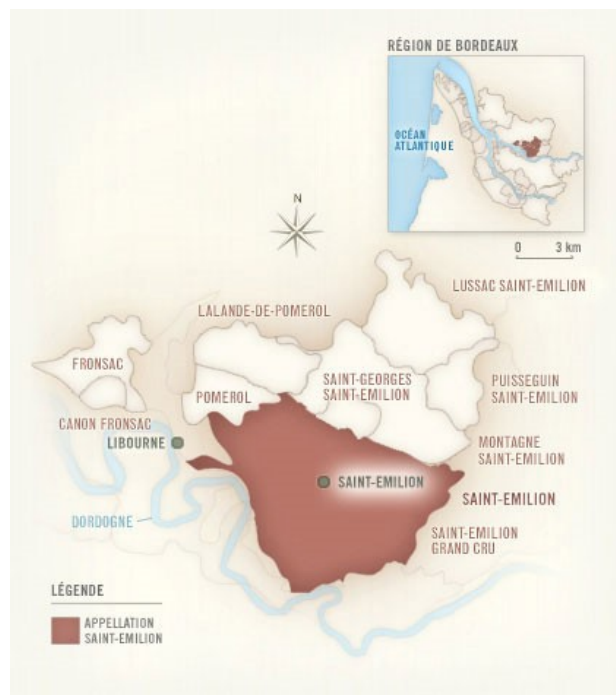 RÉGION DE BORDEAUX
OCÉAN
ATLANTIQUE
N
0 3 km
LUSSAC SAINT-EMILION
LALANDE-DE-POMEROL
FRONSAC
SAINT-GEORGES
SAINT-EMILION
PUISSEGUIN
SAINT-EMILION
POMEROL
CANON FRONSAC
LIBOURNE
MONTAGNE
SAINT-EMILION
SAINT-EMILION
SAINT-EMILION
DORDOGNE
SAINT-EMILION
GRAND CRU
LÉGENDE
APPELLATION
SAINT-EMILION